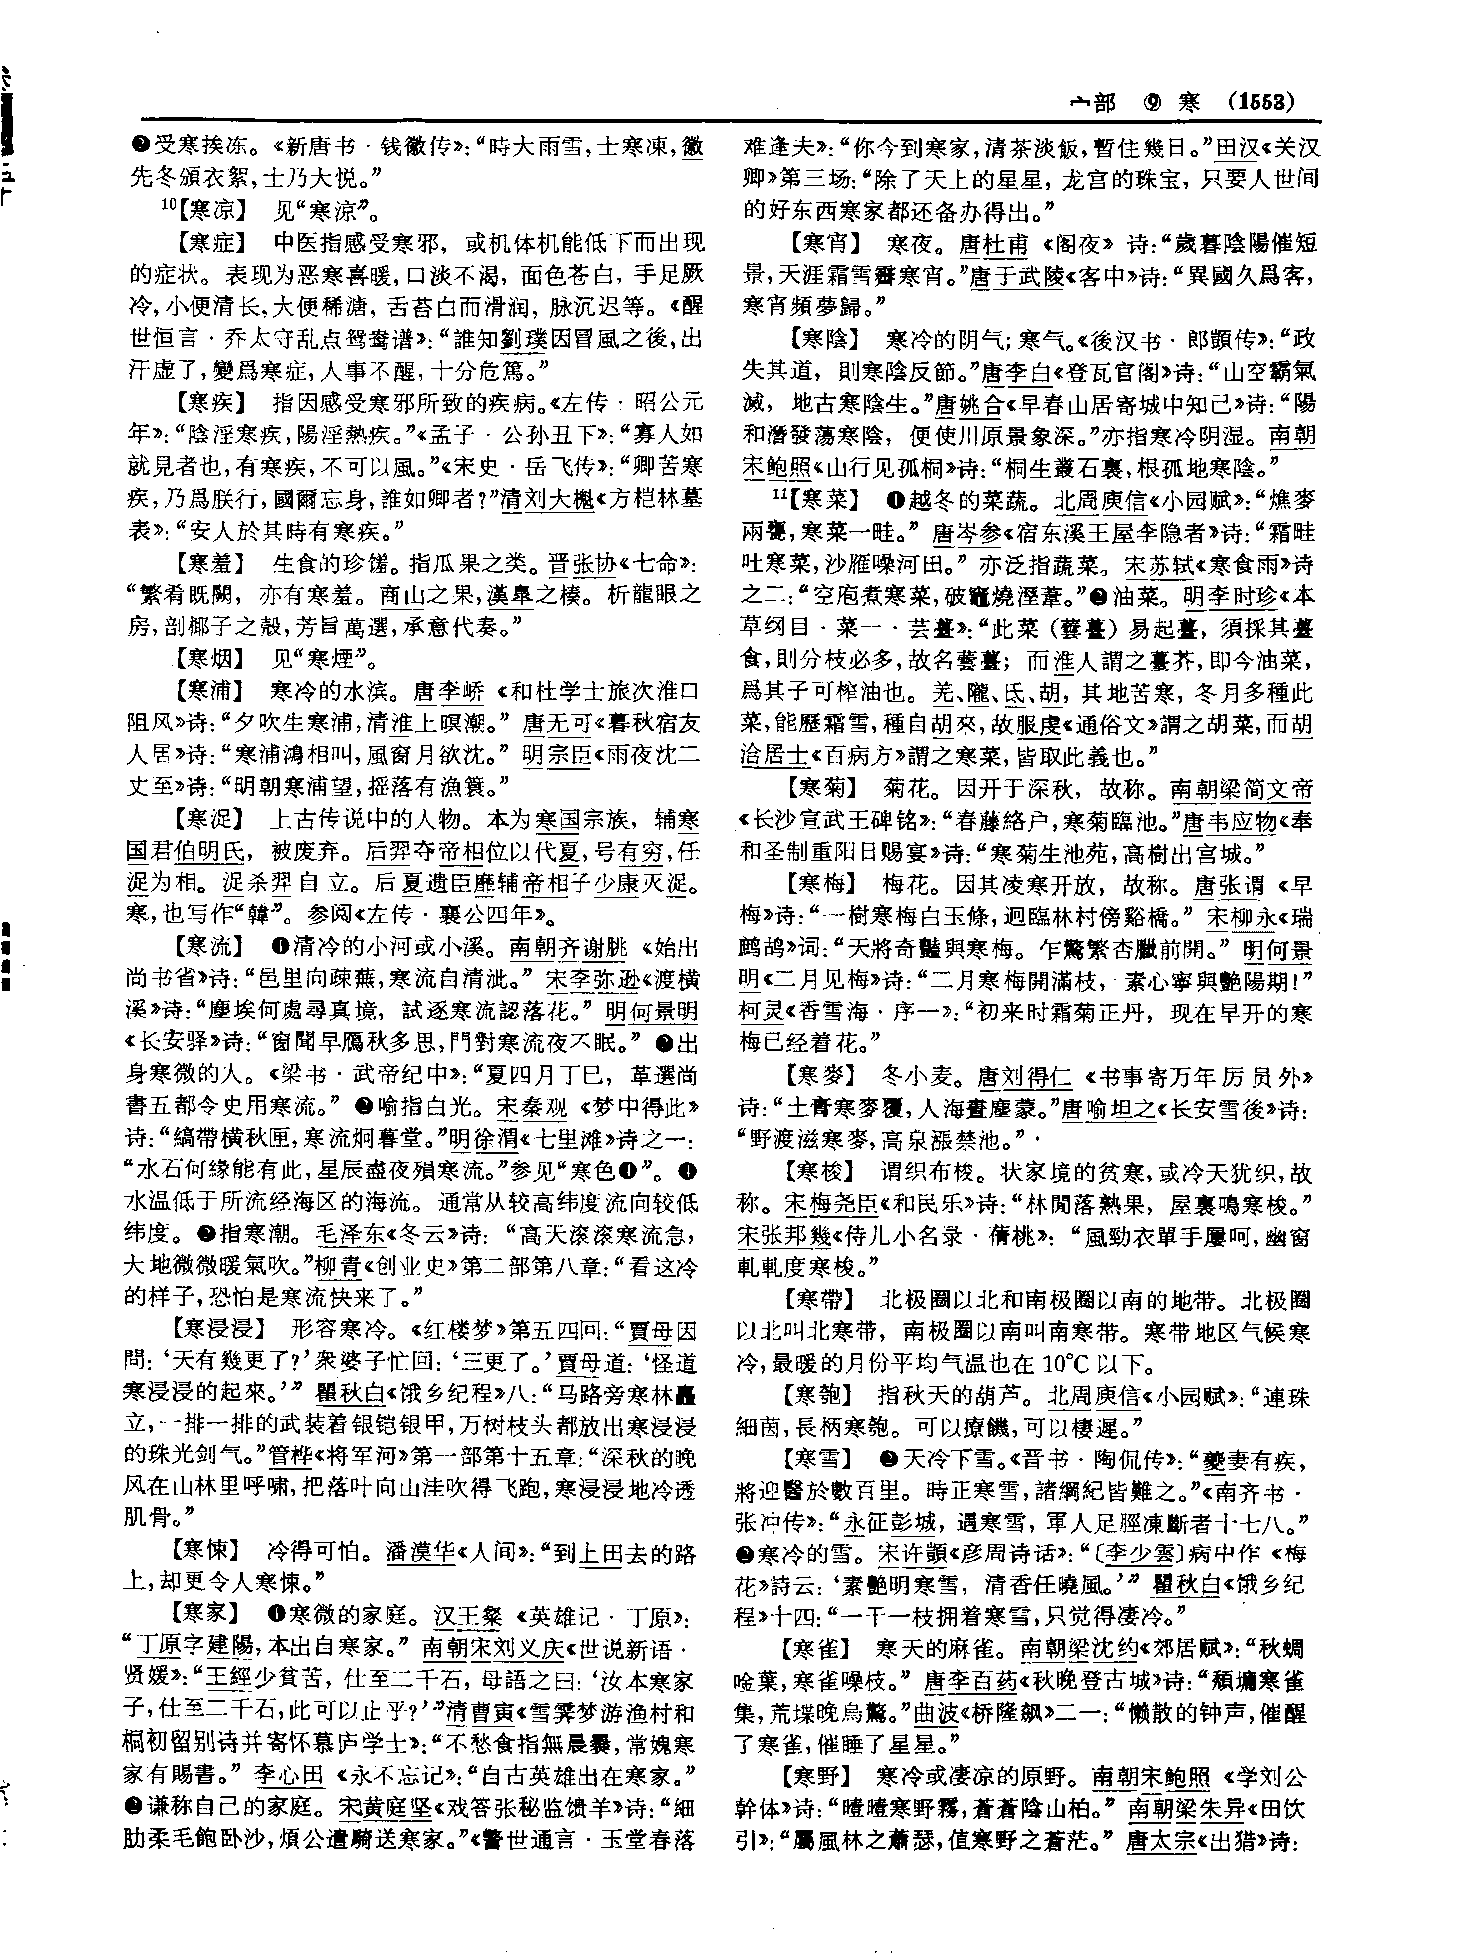 宀部 ⑨ 寒 (1553)
❷受寒挨冻。《新唐书·钱徽传》：“時大雨雪，士寒凍，徽
先冬頒衣絮，士乃大悦。”
10【寒凉】 见“寒涼”。
【寒症】 中医指感受寒邪，或机体机能低下而出现
的症状。表现为恶寒喜暖，口淡不渴，面色苍白，手足厥
冷，小便清长，大便稀溏，舌苔白而滑润，脉沉迟等。《醒
世恒言·乔太守乱点鸳鸯谱》：“誰知劉璞因冒風之後，出
汗虚了，變爲寒症，人事不醒，十分危篤。”
【寒疾】 指因感受寒邪所致的疾病。《左传·昭公元
年》：“陰淫寒疾，陽淫熱疾。”《孟子·公孙丑下》：“寡人如
就見者也，有寒疾，不可以風。”《宋史·岳飞传》：“卿苦寒
疾，乃爲朕行，國爾忘身，誰如卿者？”清刘大櫆《方桤林墓
表》：“安人於其時有寒疾。”
【寒羞】 生食的珍馐。指瓜果之类。晋张协《七命》：
“繁肴既闋，亦有寒羞。商山之果，漢皋之榛。析龍眼之
房，剖椰子之殼，芳旨萬選，承意代奏。”
【寒烟】 见“寒煙”。
【寒浦】 寒冷的水滨。唐李峤《和杜学士旅次淮口
阻风》诗：“夕吹生寒浦，清淮上暝潮。”唐无可《暮秋宿友
人居》诗：“寒浦鴻相叫，風窗月欲沈。”明宗臣《雨夜沈二
丈至》诗：“明朝寒浦望，摇落有漁簑。”
【寒浞】 上古传说中的人物。本为寒国宗族，辅寒
国君伯明氏，被废弃。后羿夺帝相位以代夏，号有穷，任
浞为相。浞杀羿自立。后夏遗臣靡辅帝相子少康灭浞。
寒，也写作“韓”。参阅《左传·襄公四年》。
【寒流】 ❶清冷的小河或小溪。南朝齐谢朓《始出
尚书省》诗：“邑里向疎蕪，寒流自清泚。”宋李弥逊《渡横
溪》诗：“塵埃何處尋真境，試逐寒流認落花。”明何景明
《长安驿》诗：“窗聞早鴈秋多思，門對寒流夜不眠。”❷出
身寒微的人。《梁书·武帝纪中》：“夏四月丁巳，革選尚
書五都令史用寒流。”❸喻指白光。宋秦观《梦中得此》
诗：“縞帶横秋匣，寒流炯暮堂。”明徐渭《七里滩》诗之一：
“水石何緣能有此，星辰盡夜殞寒流。”参见“寒色❶”。❹
水温低于所流经海区的海流。通常从较高纬度流向较低
纬度。❺指寒潮。毛泽东《冬云》诗：“高天滚滚寒流急，
大地微微暖氣吹。”柳青《创业史》第二部第八章：“看这冷
的样子，恐怕是寒流快来了。”
【寒浸浸】 形容寒冷。《红楼梦》第五四回：“賈母因
問：‘天有幾更了？’衆婆子忙回：‘三更了。’賈母道：‘怪道
寒浸浸的起來。’”瞿秋白《饿乡纪程》八：“马路旁寒林矗
立，一排一排的武装着银铠银甲，万树枝头都放出寒浸浸
的珠光剑气。”管桦《将军河》第一部第十五章：“深秋的晚
风在山林里呼啸，把落叶向山洼吹得飞跑，寒浸浸地冷透
肌骨。”
【寒悚】 冷得可怕。潘漠华《人间》：“到上田去的路
上，却更令人寒悚。”
【寒家】 ❶寒微的家庭。汉王粲《英雄记·丁原》：
“丁原字建陽，本出自寒家。”南朝宋刘义庆《世说新语·
贤媛》：“王經少貧苦，仕至二千石，母語之曰：‘汝本寒家
子，仕至二千石，此可以止乎？’”清曹寅《雪霁梦游渔村和
桐初留别诗并寄怀慕庐学士》：“不愁食指無晨爨，常媿寒
家有賜書。”李心田《永不忘记》：“自古英雄出在寒家。”
❷谦称自己的家庭。宋黄庭坚《戏答张秘监馈羊》诗：“細
肋柔毛飽卧沙，煩公遣騎送寒家。”《警世通言·玉堂春落
难逢夫》：“你今到寒家，清茶淡飯，暫住幾日。”田汉《关汉
卿》第三场：“除了天上的星星，龙宫的珠宝，只要人世间
的好东西寒家都还备办得出。”
【寒宵】 寒夜。唐杜甫《阁夜》诗：“歲暮陰陽催短
景，天涯霜雪霽寒宵。”唐于武陵《客中》诗：“異國久爲客，
寒宵頻夢歸。”
【寒陰】 寒冷的阴气；寒气。《後汉书·郎顗传》：“政
失其道，則寒陰反節。”唐李白《登瓦官阁》诗：“山空霸氣
滅，地古寒陰生。”唐姚合《早春山居寄城中知己》诗：“陽
和潛發蕩寒陰，便使川原景象深。”亦指寒冷阴湿。南朝
宋鲍照《山行见孤桐》诗：“桐生叢石裏，根孤地寒陰。”
11【寒菜】 ❶越冬的菜蔬。北周庾信《小园赋》：“燋麥
兩甕，寒菜一畦。”唐岑参《宿东溪王屋李隐者》诗：“霜畦
吐寒菜，沙雁噪河田。”亦泛指蔬菜。宋苏轼《寒食雨》诗
之二：“空庖煮寒菜，破竈燒溼葦。”❷油菜。明李时珍《本
草纲目·菜一·芸薹》：“此菜（蕓薹）易起薹，須採其薹
食，則分枝必多，故名蕓薹；而淮人謂之薹芥，即今油菜，
爲其子可榨油也。羌、隴、氐、胡，其地苦寒，冬月多種此
菜，能歷霜雪，種自胡來，故服虔《通俗文》謂之胡菜，而胡
洽居士《百病方》謂之寒菜，皆取此義也。”
【寒菊】 菊花。因开于深秋，故称。南朝梁简文帝
《长沙宣武王碑铭》：“春藤絡户，寒菊臨池。”唐韦应物《奉
和圣制重阳日赐宴》诗：“寒菊生池苑，高樹出宫城。”
【寒梅】 梅花。因其凌寒开放，故称。唐张谓《早
梅》诗：“一樹寒梅白玉條，迥臨林村傍谿橋。”宋柳永《瑞
鹧鸪》词：“天將奇豔與寒梅。乍驚繁杏臘前開。”明何景
明《二月见梅》诗：“二月寒梅開滿枝，素心寧與艷陽期！”
柯灵《香雪海·序一》：“初来时霜菊正丹，现在早开的寒
梅已经着花。”
【寒麥】 冬小麦。唐刘得仁《书事寄万年厉员外》
诗：“土膏寒麥覆，人海晝塵蒙。”唐喻坦之《长安雪後》诗：
“野渡滋寒麥，高泉漲禁池。”
【寒梭】 谓织布梭。状家境的贫寒，或冷天犹织，故
称。宋梅尧臣《和民乐》诗：“林閒落熟果，屋裏鳴寒梭。”
宋张邦幾《侍儿小名录·蒨桃》：“風勁衣單手屢呵，幽窗
軋軋度寒梭。”
【寒帶】 北极圈以北和南极圈以南的地带。北极圈
以北叫北寒带，南极圈以南叫南寒带。寒带地区气候寒
冷，最暖的月份平均气温也在10℃以下。
【寒匏】 指秋天的葫芦。北周庾信《小园赋》：“連珠
細茵，長柄寒匏。可以療饑，可以棲遲。”
【寒雪】 ❶天冷下雪。《晋书·陶侃传》：“夔妻有疾，
將迎醫於數百里。時正寒雪，諸綱紀皆難之。”《南齐书·
张冲传》：“永征彭城，遇寒雪，軍人足脛凍斷者十七八。”
❷寒冷的雪。宋许顗《彦周诗话》：“〔李少雲〕病中作《梅
花》詩云：‘素艷明寒雪，清香任曉風。’”瞿秋白《饿乡纪
程》十四：“一干一枝拥着寒雪，只觉得凄冷。”
【寒雀】 寒天的麻雀。南朝梁沈约《郊居赋》：“秋蜩
唫葉，寒雀噪枝。”唐李百药《秋晚登古城》诗：“頽墉寒雀
集，荒堞晚烏驚。”曲波《桥隆飙》二一：“懒散的钟声，催醒
了寒雀，催睡了星星。”
【寒野】 寒冷或凄凉的原野。南朝宋鲍照《学刘公
幹体》诗：“曀曀寒野霧，蒼蒼陰山柏。”南朝梁朱异《田饮
引》：“屬風林之蕭瑟，值寒野之蒼茫。”唐太宗《出猎》诗：